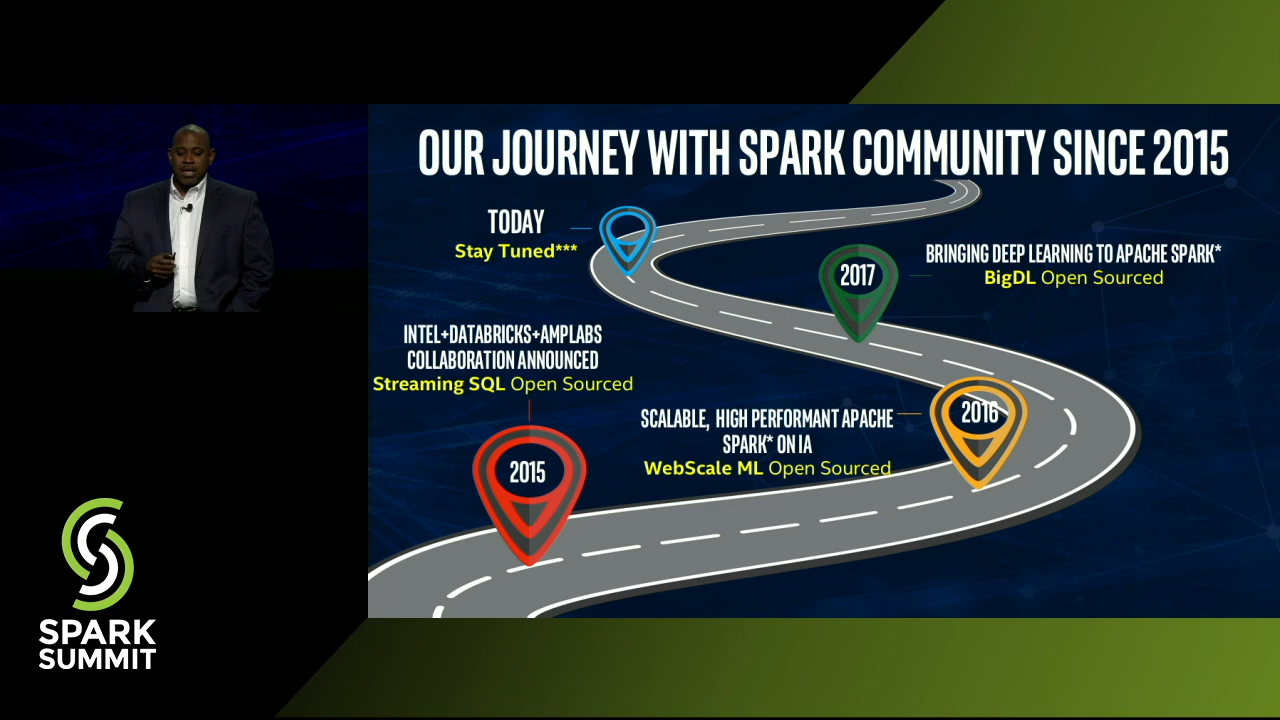 OUR JOURNEY WITH SPARK COMMUNITY SINCE 2015
TODAY
Stay Tuned***
2017
BRINGING DEEP LEARNING TO APACHE SPARK*
BigDL Open Sourced
INTEL+DATABRICKS+AMPLABS
COLLABORATION ANNOUNCED
Streaming SQL Open Sourced
2016
SCALABLE, HIGH PERFORMANT APACHE
SPARK* ON IA
WebScale ML Open Sourced
2015
SPARK
SUMMIT